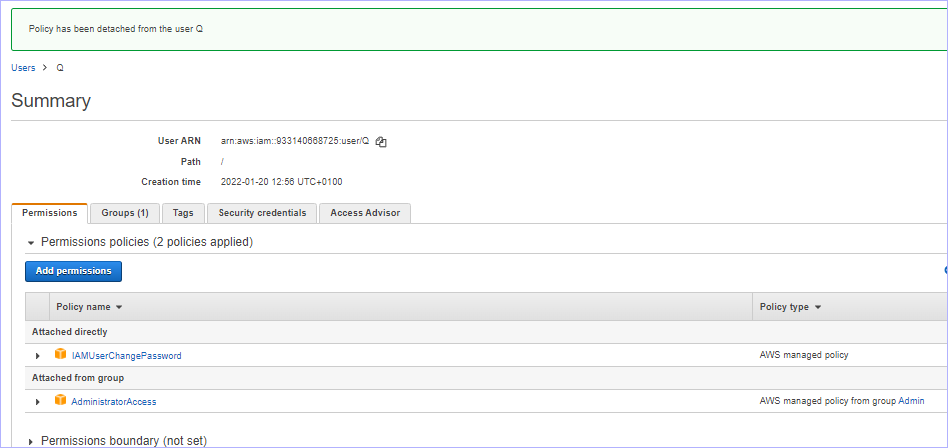 Policy has been detached from the user Q
Users > Q
Summary
User ARN arn:aws:iam::933140668725:user/Q
Path /
Creation time 2022-01-20 12:56 UTC+0100
Permissions Groups (1) Tags Security credentials Access Advisor
Permissions policies (2 policies applied)
Add permissions
Policy name Policy type
Attached directly
IAMUserChangePassword AWS managed policy
Attached from group
AdministratorAccess AWS managed policy from group Admin
Permissions boundary (not set)